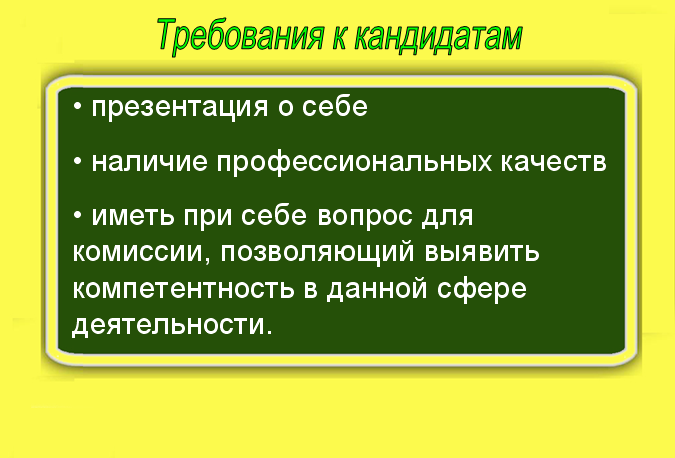 Требования к кандидатам
• презентация о себе
• наличие профессиональных качеств
• иметь при себе вопрос для
комиссии, позволяющий выявить
компетентность в данной сфере
деятельности.